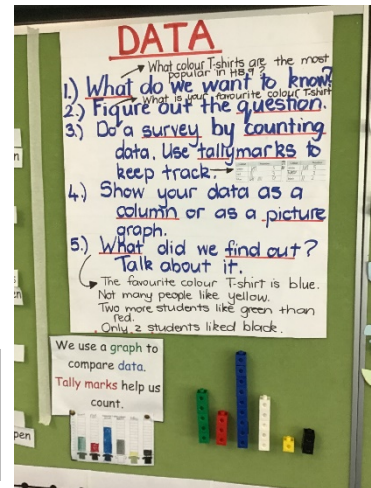 DATA
What colour T-shirts are the most
popular in HB9?
1.) What do we want to know?
What is your favourite colour T-shirt
2.) Figure out the question.
3.) Do a survey by counting
data. Use tallymarks to
keep track.
4.) Show your data as a
column or as a picture
graph.
5.) What did we find out?
Talk about it.
The favourite colour T-shirt is blue.
Not many people like yellow.
Two more students like green than
red.
Only 2 students liked black.
We use a graph to
compare data.
Tally marks help us
count.
pen